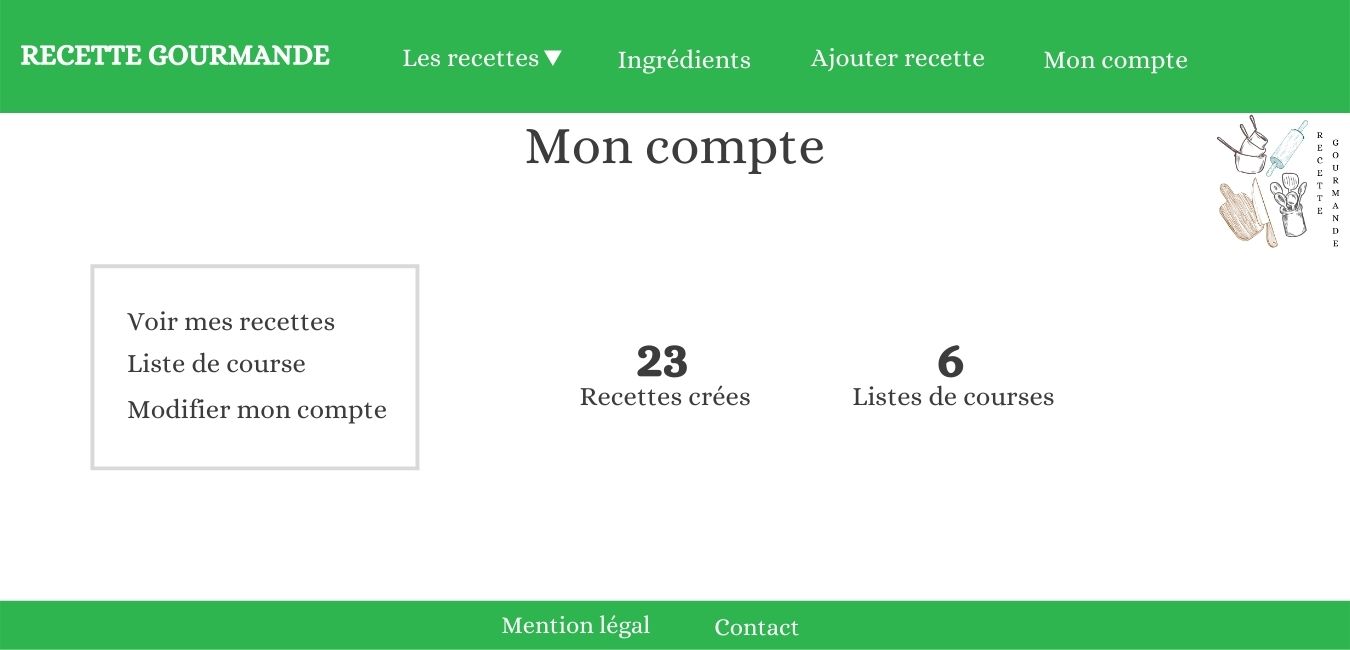 RECETTE GOURMANDE
Les recettes ▼
Ingrédients
Ajouter recette
Mon compte
Mon compte
RECETTE
GOURMANDE
Voir mes recettes
Liste de course
Modifier mon compte
23
Recettes crées
6
Listes de courses
Mention légal
Contact